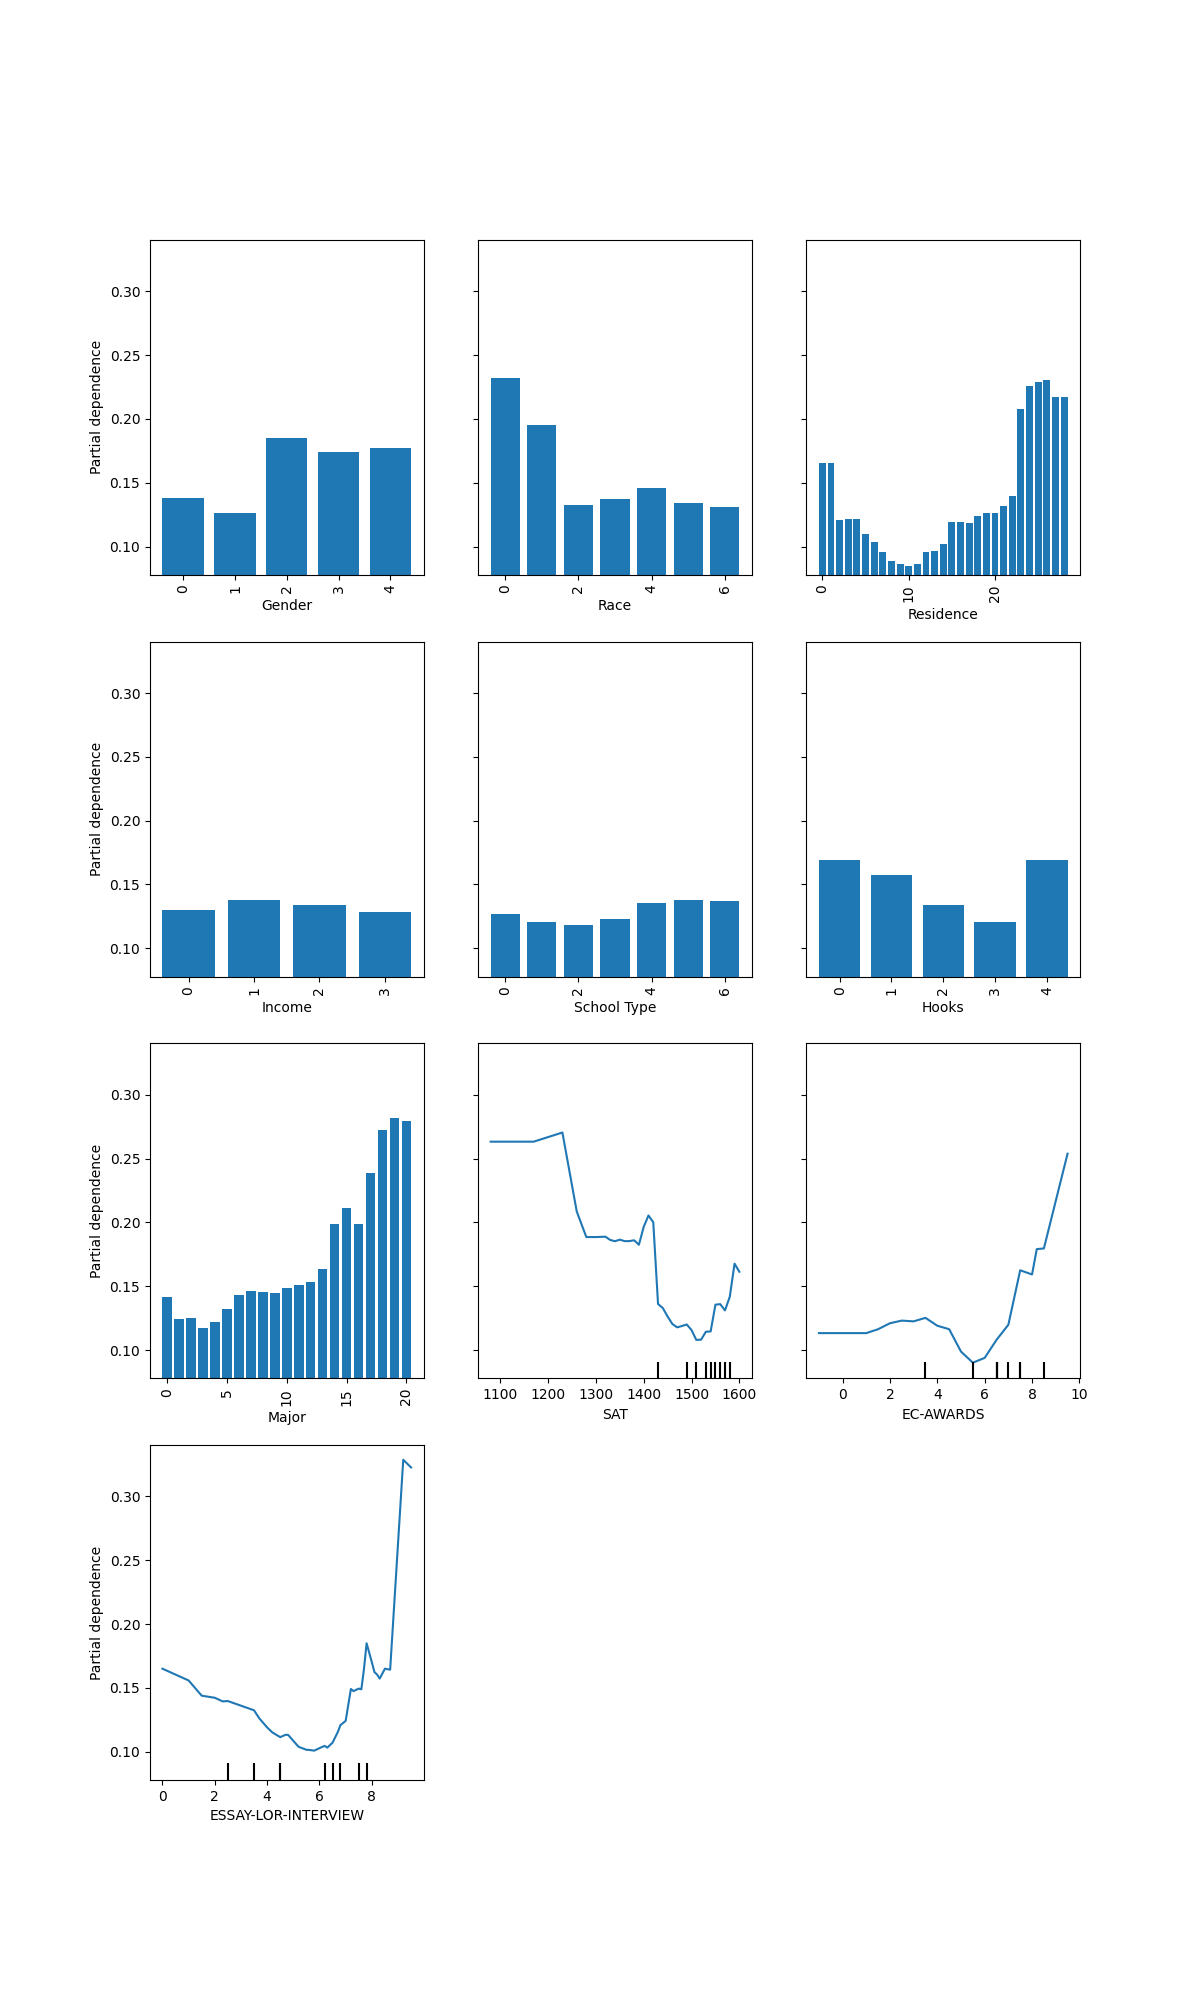 0.30
0.25
0.20
0.15
0.10
Partial dependence
0 1 2 3 4
Gender
0 2 4 6
Race
0 10 20
Residence
0.30
0.25
0.20
0.15
0.10
Partial dependence
0 1 2 3
Income
0 2 4 6
School Type
0 1 2 3 4
Hooks
0.30
0.25
0.20
0.15
0.10
Partial dependence
0 5 10 15 20
Major
1100 1200 1300 1400 1500 1600
SAT
0 2 4 6 8 10
EC-AWARDS
0.30
0.25
0.20
0.15
0.10
Partial dependence
0 2 4 6 8
ESSAY-LOR-INTERVIEW